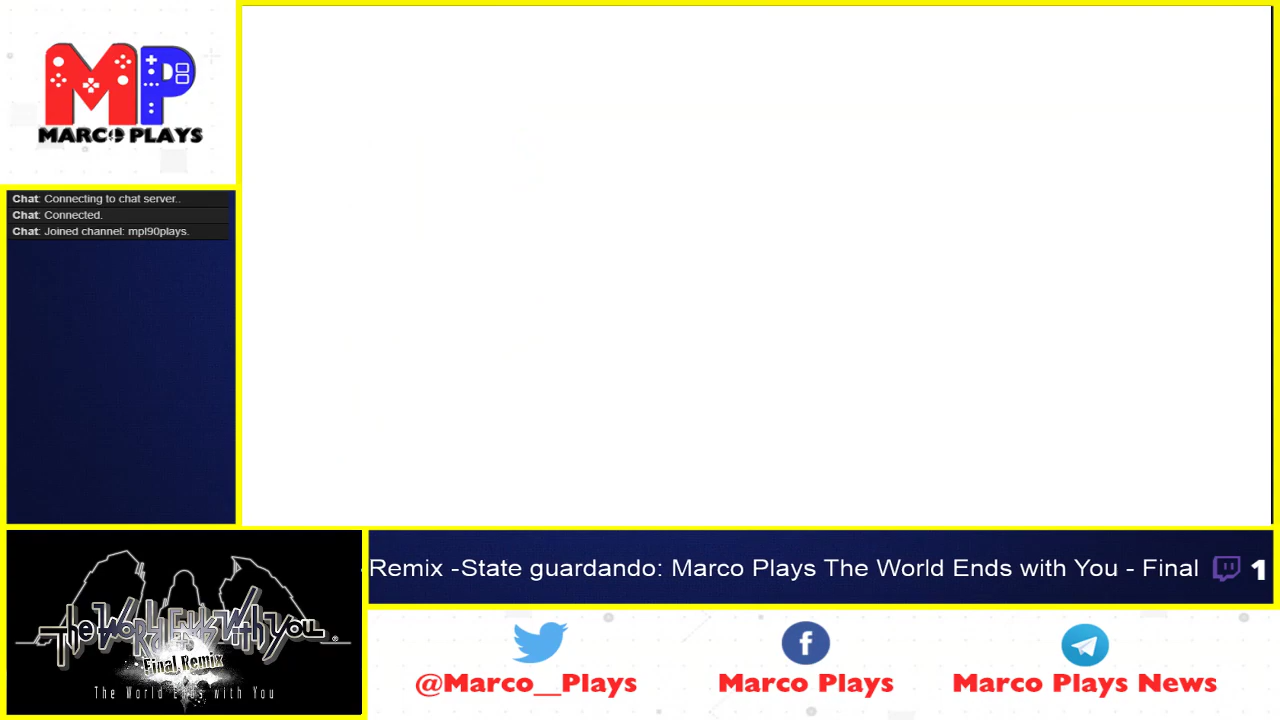 MP
MARCO PLAYS
Chat: Connecting to chat server..
Chat: Connected.
Chat: Joined channel: mpl90plays.
The World Ends With You
Final Remix
The World Ends with You
Remix -State guardando: Marco Plays The World Ends with You - Final
1
@Marco__Plays
Marco Plays
Marco Plays News